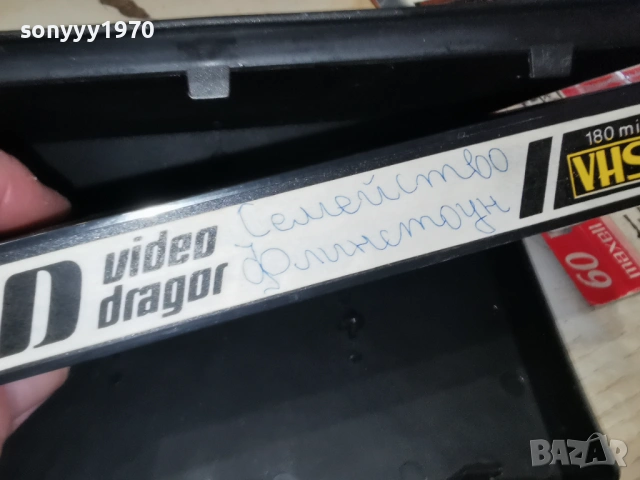 sonyyy1970
video
dragor
Семейство
Флинстоун
180 mi
VHS
maxell
60
BAZAR